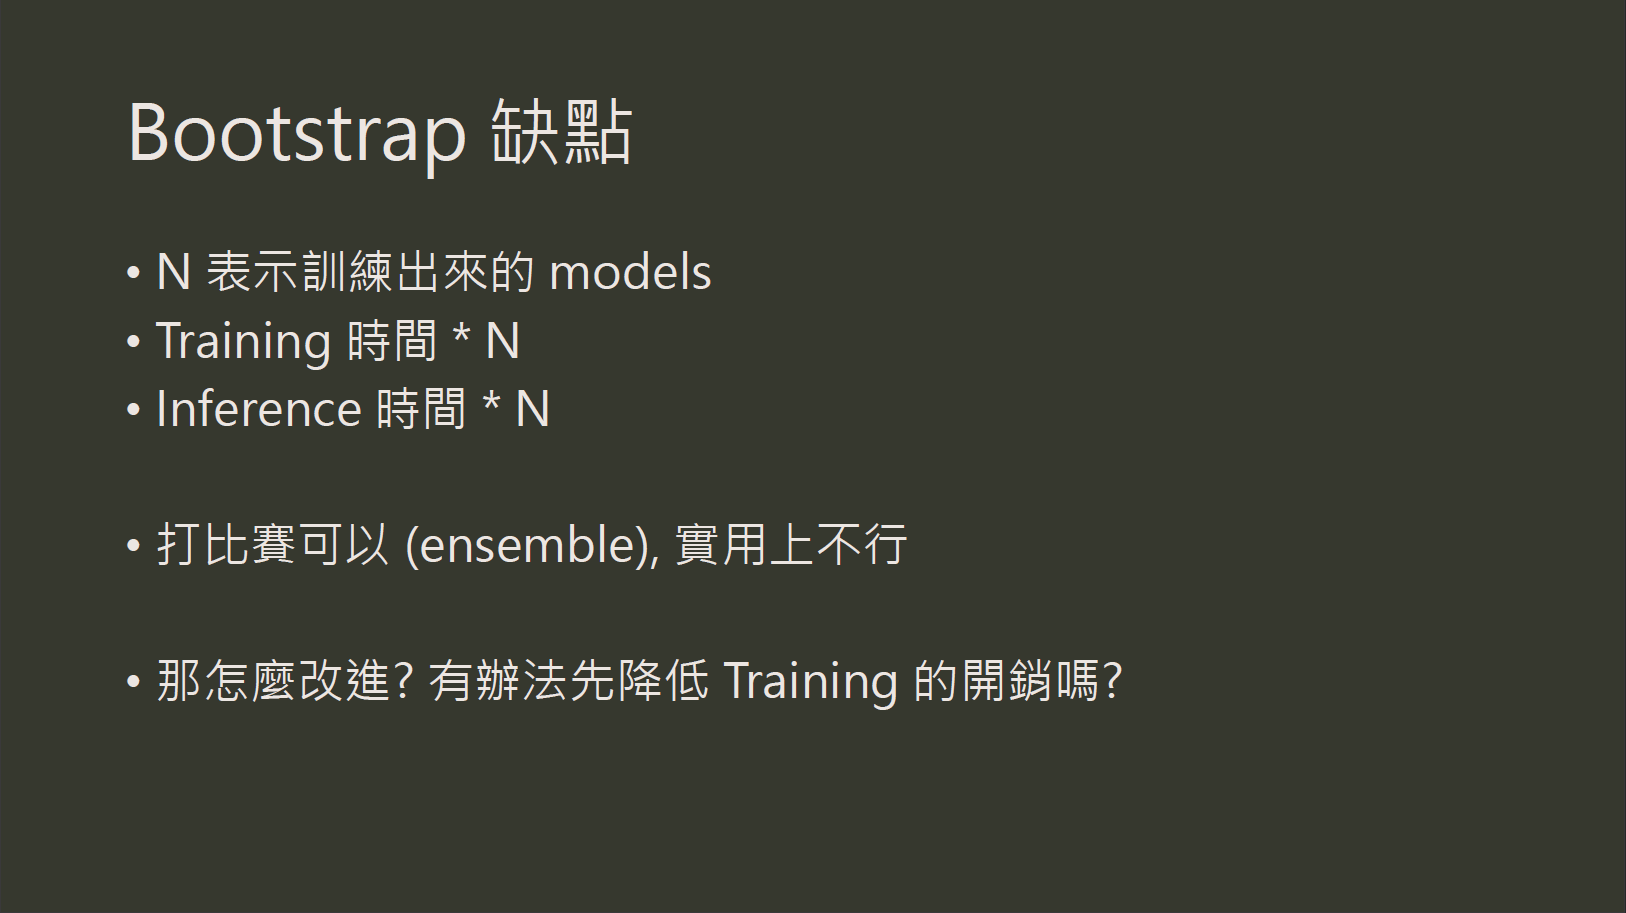 Bootstrap 缺點
• N 表示訓練出來的 models
• Training 時間 * N
• Inference 時間 * N
• 打比賽可以 (ensemble), 實用上不行
• 那怎麼改進? 有辦法先降低 Training 的開銷嗎?